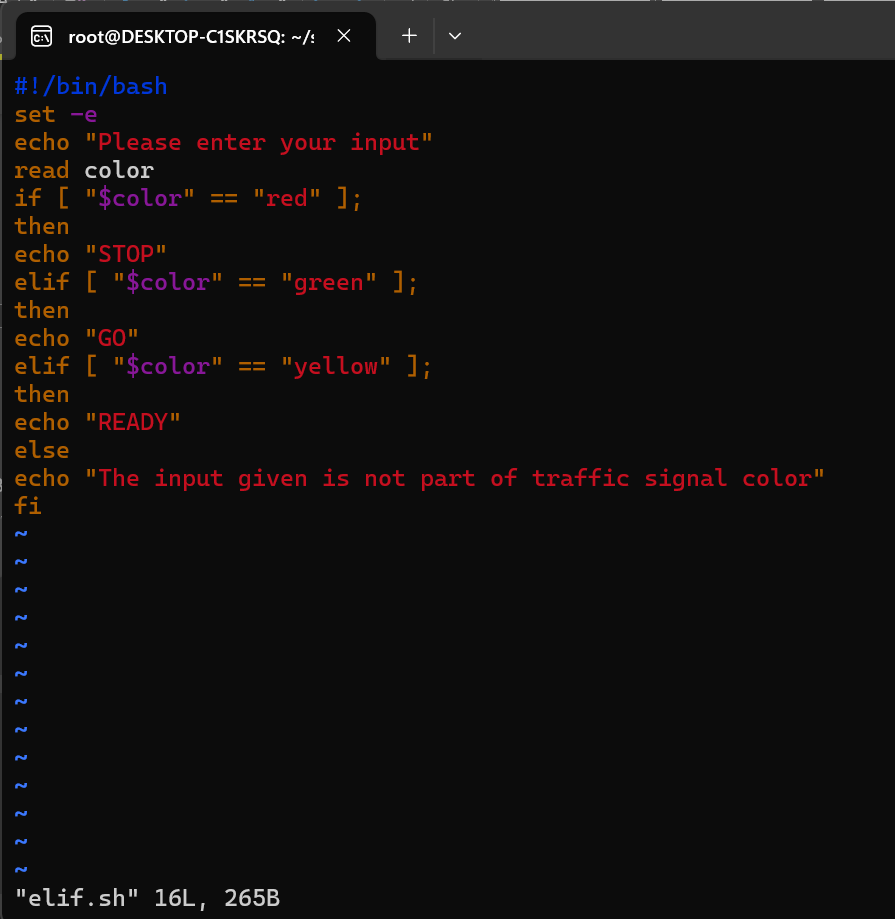 root@DESKTOP-C1SKRSQ: ~/
#!/bin/bash
set -e
echo "Please enter your input"
read color
if [ "$color" == "red" ];
then
echo "STOP"
elif [ "$color" == "green" ];
then
echo "GO"
elif [ "$color" == "yellow" ];
then
echo "READY"
else
echo "The input given is not part of traffic signal color"
fi
~
~
~
~
~
~
~
~
~
~
~
~
~
"elif.sh" 16L, 265B